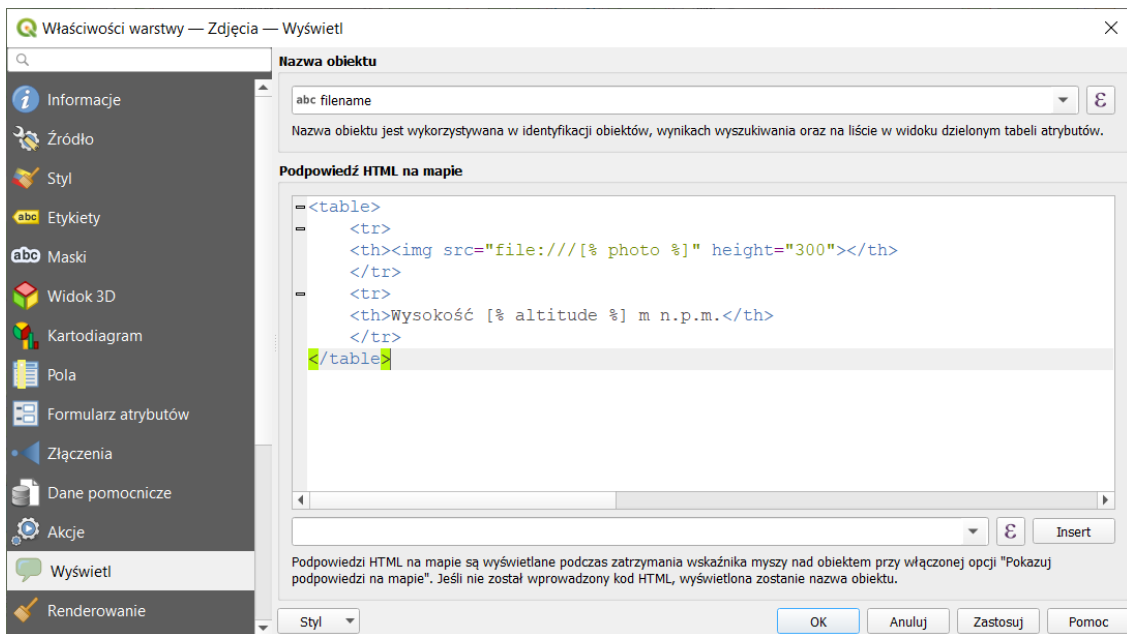 Właściwości warstwy — Zdjęcia — Wyświetl
Informacje
Źródło
Styl
abc Etykiety
abc Maski
Widok 3D
Kartodiagram
Pola
Formularz atrybutów
Złączenia
Dane pomocnicze
Akcje
Wyświetl
Renderowanie
Nazwa obiektu
abc filename
ε
Nazwa obiektu jest wykorzystywana w identyfikacji obiektów, wynikach wyszukiwania oraz na liście w widoku dzielonym tabeli atrybutów.
Podpowiedź HTML na mapie
<table>
<tr>
<th><img src="file:///[% photo %]" height="300"></th>
</tr>
<tr>
<th>Wysokość [% altitude %] m n.p.m.</th>
</tr>
</table>
ε Insert
Podpowiedzi HTML na mapie są wyświetlane podczas zatrzymania wskaźnika myszy nad obiektem przy włączonej opcji "Pokazuj
podpowiedzi na mapie". Jeśli nie został wprowadzony kod HTML, wyświetlona zostanie nazwa obiektu.
Styl OK Anuluj Zastosuj Pomoc